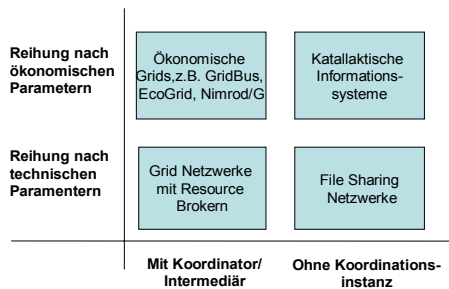 Reihung nach
ökonomischen
Parametern
Ökonomische
Grids,z.B. GridBus,
EcoGrid, Nimrod/G
Katallaktische
Informations-
systeme
Reihung nach
technischen
Paramentern
Grid Netzwerke
mit Resource
Brokern
File Sharing
Netzwerke
Mit Koordinator/
Intermediär
Ohne Koordinations-
instanz